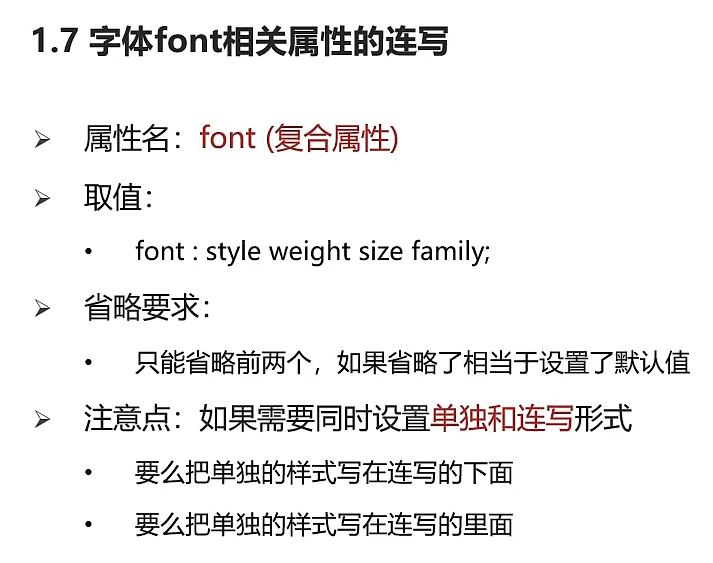 1.7 字体font相关属性的连写
➢ 属性名：font (复合属性)
➢ 取值：
• font : style weight size family;
➢ 省略要求：
• 只能省略前两个，如果省略了相当于设置了默认值
➢ 注意点：如果需要同时设置单独和连写形式
• 要么把单独的样式写在连写的下面
• 要么把单独的样式写在连写的里面